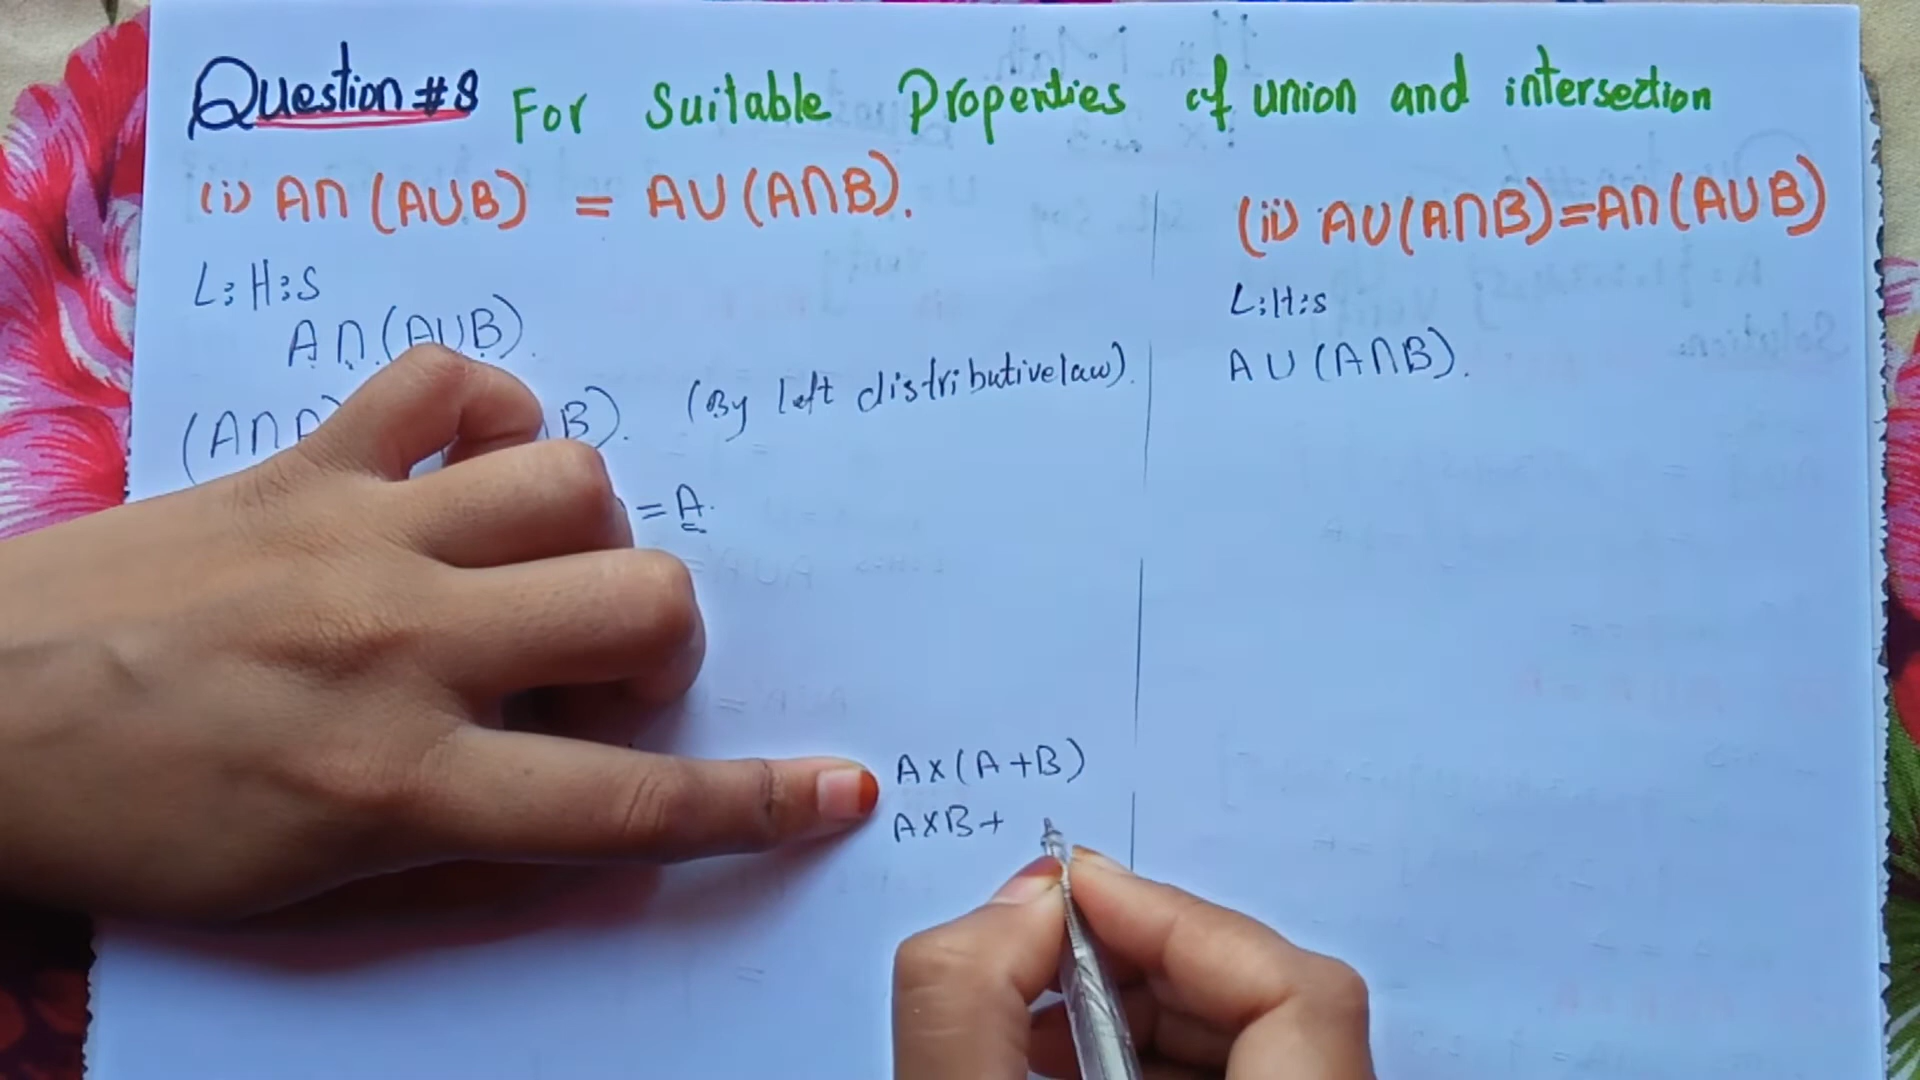 Question #8 For Suitable Properties of union and intersection
(i) A∩(A∪B) = A∪(A∩B).
L:H:S
A∩(A∪B).
(A∩A) B). (By left distributive law).
= A.
A×(A+B)
A×B+
(ii) A∪(A∩B)=A∩(A∪B)
L:H:S
A∪(A∩B).